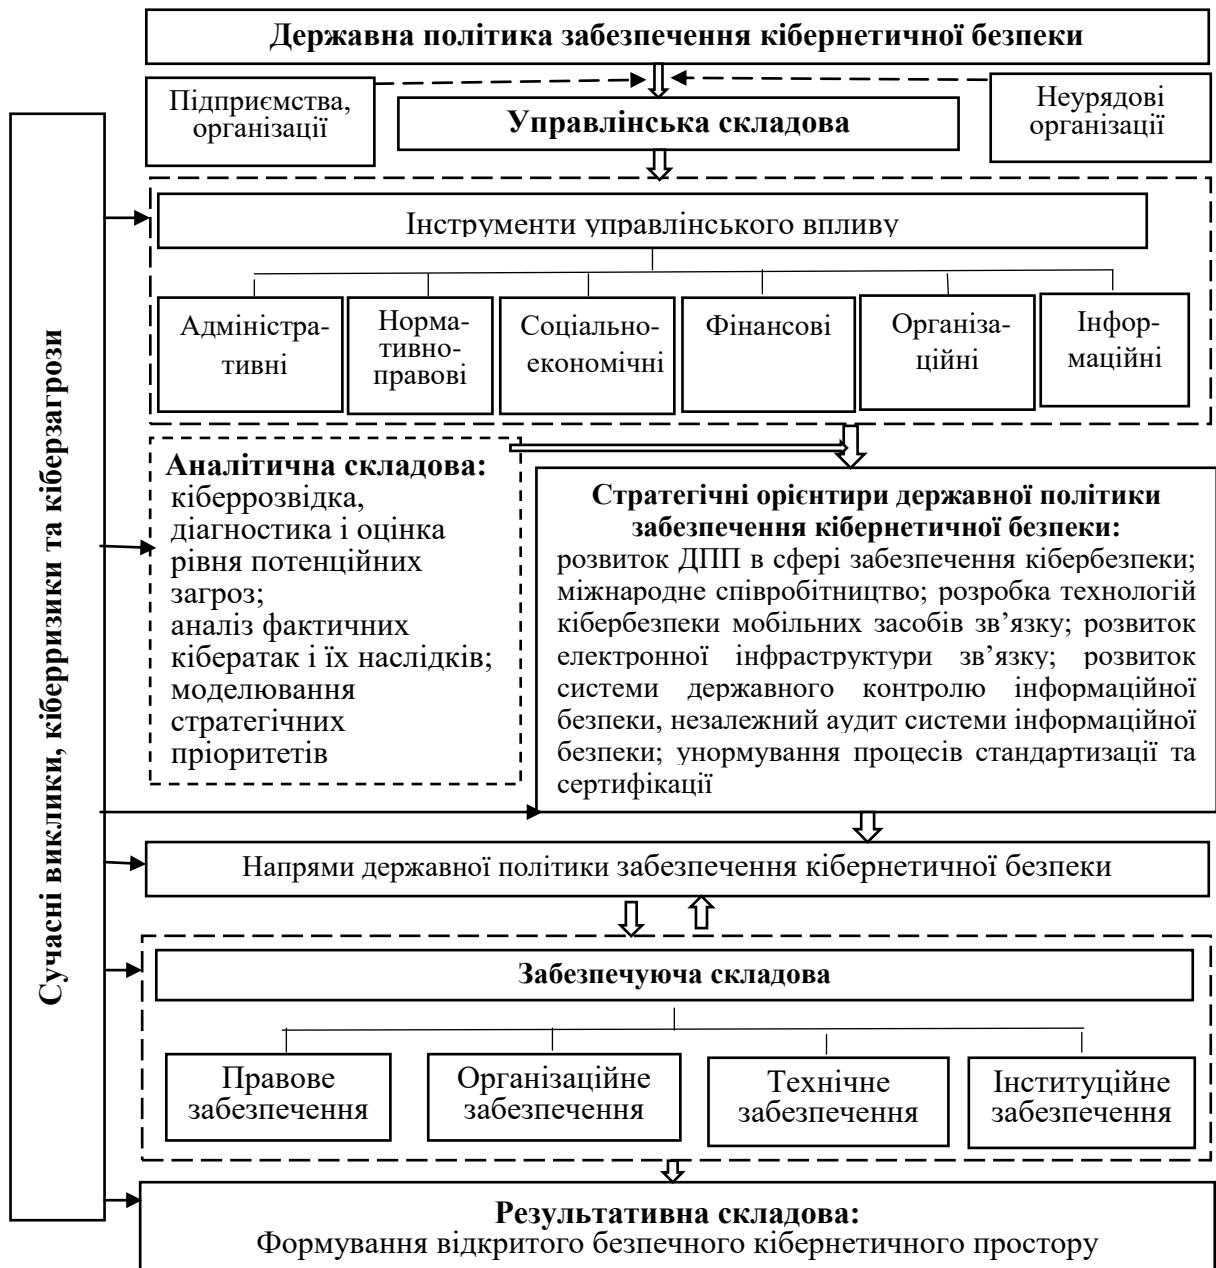 Державна політика забезпечення кібернетичної безпеки
Підприємства,
організації
Управлінська складова
Неурядові
організації
Сучасні виклики, кіберризики та кіберзагрози
Інструменти управлінського впливу
Адміністра-
тивні
Норма-
тивно-
правові
Соціально-
економічні
Фінансові
Організа-
ційні
Інфор-
маційні
Аналітична складова:
кіберрозвідка,
діагностика і оцінка
рівня потенційних
загроз;
аналіз фактичних
кібератак і їх наслідків;
моделювання
стратегічних
пріоритетів
Стратегічні орієнтири державної політики
забезпечення кібернетичної безпеки:
розвиток ДПП в сфері забезпечення кібербезпеки;
міжнародне співробітництво; розробка технологій
кібербезпеки мобільних засобів зв’язку; розвиток
електронної інфраструктури зв’язку; розвиток
системи державного контролю інформаційної
безпеки, незалежний аудит системи інформаційної
безпеки; унормування процесів стандартизації та
сертифікації
Напрями державної політики забезпечення кібернетичної безпеки
Забезпечуюча складова
Правове
забезпечення
Організаційне
забезпечення
Технічне
забезпечення
Інституційне
забезпечення
Результативна складова:
Формування відкритого безпечного кібернетичного простору